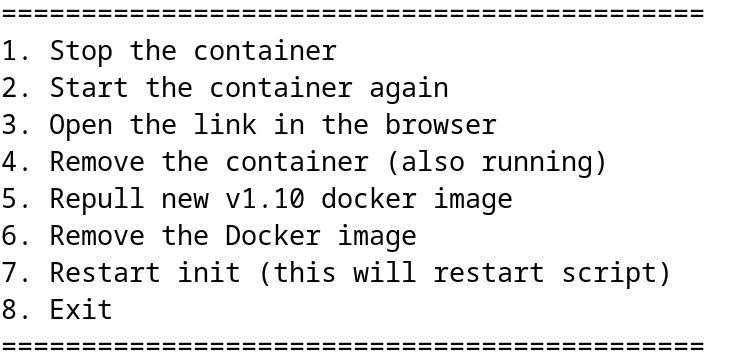 ============================================
1. Stop the container
2. Start the container again
3. Open the link in the browser
4. Remove the container (also running)
5. Repull new v1.10 docker image
6. Remove the Docker image
7. Restart init (this will restart script)
8. Exit
============================================